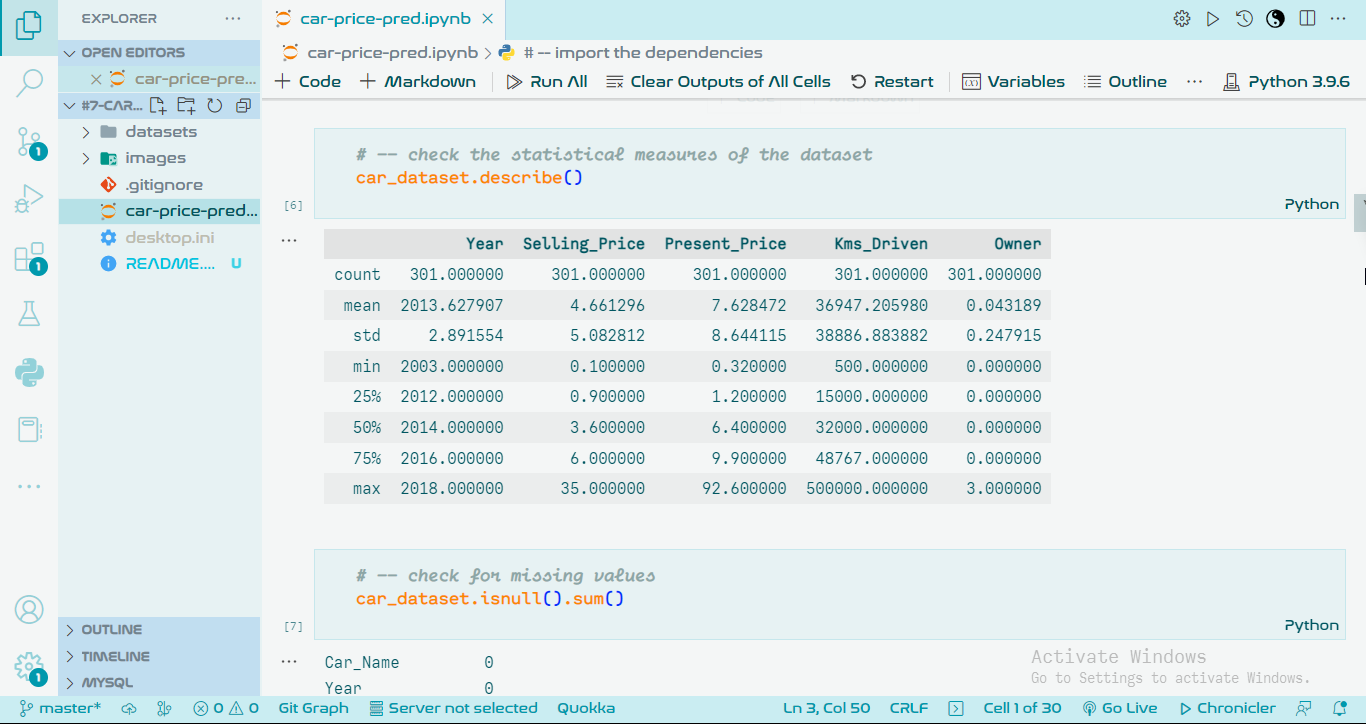 EXPLORER ...
car-price-pred.ipynb
OPEN EDITORS
car-price-pred.ipynb > # -- import the dependencies
car-price-pre...
+ Code + Markdown Run All Clear Outputs of All Cells Restart Variables Outline ... Python 3.9.6
#7-CAR...
datasets
images
.gitignore
car-price-pred...
desktop.ini
README.... U
# -- check the statistical measures of the dataset
car_dataset.describe()
[6]
Python
...
Year Selling_Price Present_Price Kms_Driven Owner
count 301.000000 301.000000 301.000000 301.000000 301.000000
mean 2013.627907 4.661296 7.628472 36947.205980 0.043189
std 2.891554 5.082812 8.644115 38886.883882 0.247915
min 2003.000000 0.100000 0.320000 500.000000 0.000000
25% 2012.000000 0.900000 1.200000 15000.000000 0.000000
50% 2014.000000 3.600000 6.400000 32000.000000 0.000000
75% 2016.000000 6.000000 9.900000 48767.000000 0.000000
max 2018.000000 35.000000 92.600000 500000.000000 3.000000
# -- check for missing values
car_dataset.isnull().sum()
[7]
Python
...
Car_Name 0
Year 0
1
1
1
OUTLINE
TIMELINE
MYSQL
Activate Windows
Go to Settings to activate Windows.
master* 0 0 Git Graph Server not selected Quokka Ln 3, Col 50 CRLF Cell 1 of 30 Go Live Chronicler